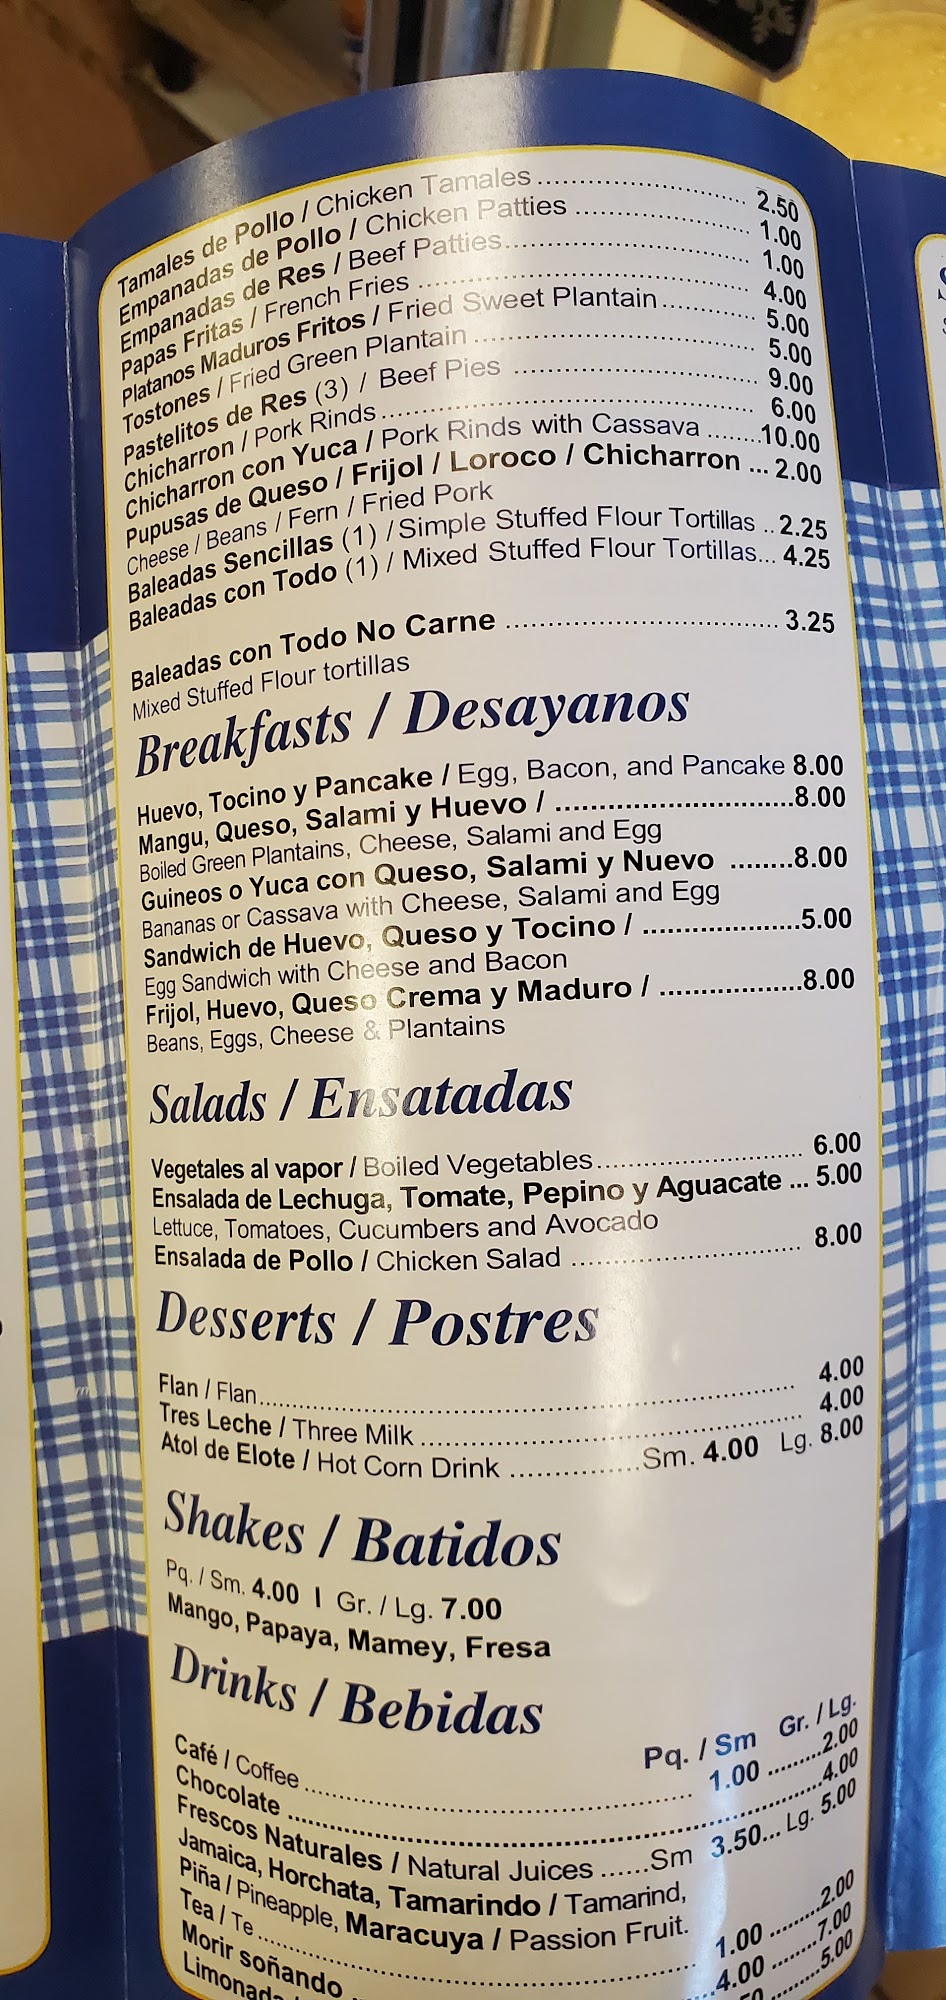 Tamales de Pollo / Chicken Tamales ........................ 2.50
Empanadas de Pollo / Chicken Patties .................... 1.00
Empanadas de Res / Beef Patties........................... 1.00
Papas Fritas / French Fries ................................... 4.00
Platanos Maduros Fritos / Fried Sweet Plantain.......... 5.00
Tostones / Fried Green Plantain ............................. 5.00
Pastelitos de Res (3) / Beef Pies ........................... 9.00
Chicharron / Pork Rinds....................................... 6.00
Chicharron con Yuca / Pork Rinds with Cassava ........10.00
Pupusas de Queso / Frijol / Loroco / Chicharron ... 2.00
Cheese / Beans / Fern / Fried Pork
Baleadas Sencillas (1) / Simple Stuffed Flour Tortillas .. 2.25
Baleadas con Todo (1) / Mixed Stuffed Flour Tortillas... 4.25
Baleadas con Todo No Carne .................................. 3.25
Mixed Stuffed Flour tortillas
Breakfasts / Desayanos
Huevo, Tocino y Pancake / Egg, Bacon, and Pancake 8.00
Mangu, Queso, Salami y Huevo / ............................8.00
Boiled Green Plantains, Cheese, Salami and Egg
Guineos o Yuca con Queso, Salami y Nuevo ........8.00
Bananas or Cassava with Cheese, Salami and Egg
Sandwich de Huevo, Queso y Tocino / ....................5.00
Egg Sandwich with Cheese and Bacon
Frijol, Huevo, Queso Crema y Maduro / ..................8.00
Beans, Eggs, Cheese & Plantains
Salads / Ensatadas
Vegetales al vapor / Boiled Vegetables.......................... 6.00
Ensalada de Lechuga, Tomate, Pepino y Aguacate ... 5.00
Lettuce, Tomatoes, Cucumbers and Avocado
Ensalada de Pollo / Chicken Salad ............................. 8.00
Desserts / Postres
Flan / Flan.................................................................. 4.00
Tres Leche / Three Milk ................................................ 4.00
Atol de Elote / Hot Corn Drink ................Sm. 4.00 Lg. 8.00
Shakes / Batidos
Pq. / Sm. 4.00 I Gr. / Lg. 7.00
Mango, Papaya, Mamey, Fresa
Drinks / Bebidas
Pq. / Sm Gr. / Lg.
Café / Coffee ................................................ 1.00 .........2.00
Chocolate ..................................................................4.00
Frescos Naturales / Natural Juices ......Sm 3.50... Lg. 5.00
Jamaica, Horchata, Tamarindo / Tamarind,
Piña / Pineapple, Maracuya / Passion Fruit.
Tea / Te...................................................... 1.00 .........2.00
Morir soñando ...4.00 ........7.00
5.00